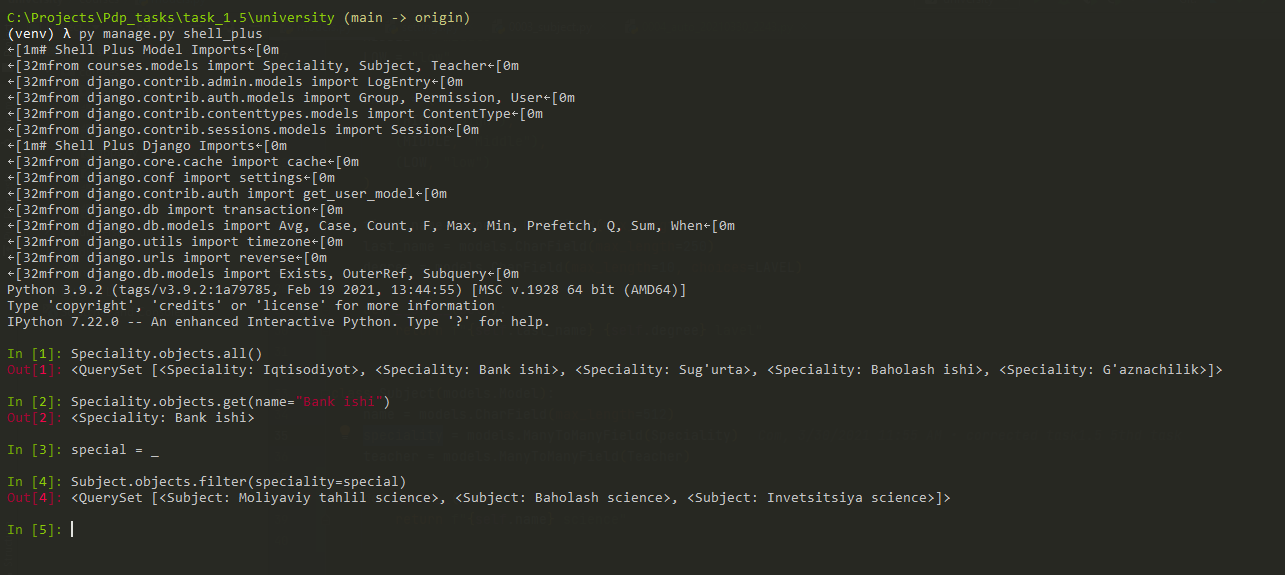 C:\Projects\Pdp_tasks\task_1.5\university (main -> origin)
(venv) λ py manage.py shell_plus
←[1m# Shell Plus Model Imports←[0m
←[32mfrom courses.models import Speciality, Subject, Teacher←[0m
←[32mfrom django.contrib.admin.models import LogEntry←[0m
←[32mfrom django.contrib.auth.models import Group, Permission, User←[0m
←[32mfrom django.contrib.contenttypes.models import ContentType←[0m
←[32mfrom django.contrib.sessions.models import Session←[0m
←[1m# Shell Plus Django Imports←[0m
←[32mfrom django.core.cache import cache←[0m
←[32mfrom django.conf import settings←[0m
←[32mfrom django.contrib.auth import get_user_model←[0m
←[32mfrom django.db import transaction←[0m
←[32mfrom django.db.models import Avg, Case, Count, F, Max, Min, Prefetch, Q, Sum, When←[0m
←[32mfrom django.utils import timezone←[0m
←[32mfrom django.urls import reverse←[0m
←[32mfrom django.db.models import Exists, OuterRef, Subquery←[0m
Python 3.9.2 (tags/v3.9.2:1a79785, Feb 19 2021, 13:44:55) [MSC v.1928 64 bit (AMD64)]
Type 'copyright', 'credits' or 'license' for more information
IPython 7.22.0 -- An enhanced Interactive Python. Type '?' for help.
In [1]: Speciality.objects.all()
Out[1]: <QuerySet [<Speciality: Iqtisodiyot>, <Speciality: Bank ishi>, <Speciality: Sug'urta>, <Speciality: Baholash ishi>, <Speciality: G'aznachilik>]>
In [2]: Speciality.objects.get(name="Bank ishi")
Out[2]: <Speciality: Bank ishi>
In [3]: special = _
In [4]: Subject.objects.filter(speciality=special)
Out[4]: <QuerySet [<Subject: Moliyaviy tahlil science>, <Subject: Baholash science>, <Subject: Invetsitsiya science>]>
In [5]: